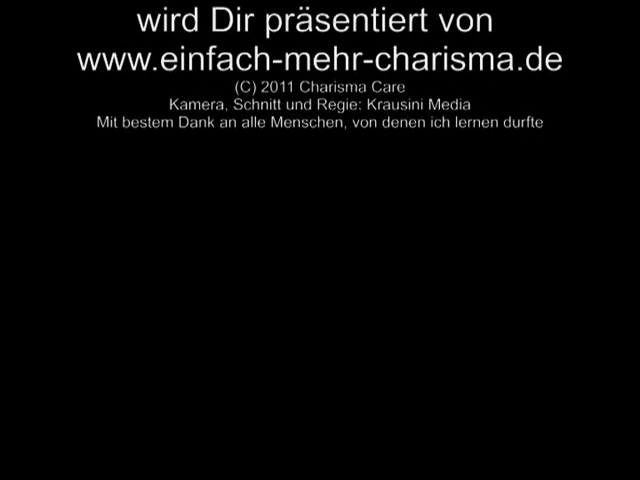 wird Dir präsentiert von
www.einfach-mehr-charisma.de
(C) 2011 Charisma Care
Kamera, Schnitt und Regie: Krausini Media
Mit bestem Dank an alle Menschen, von denen ich lernen durfte